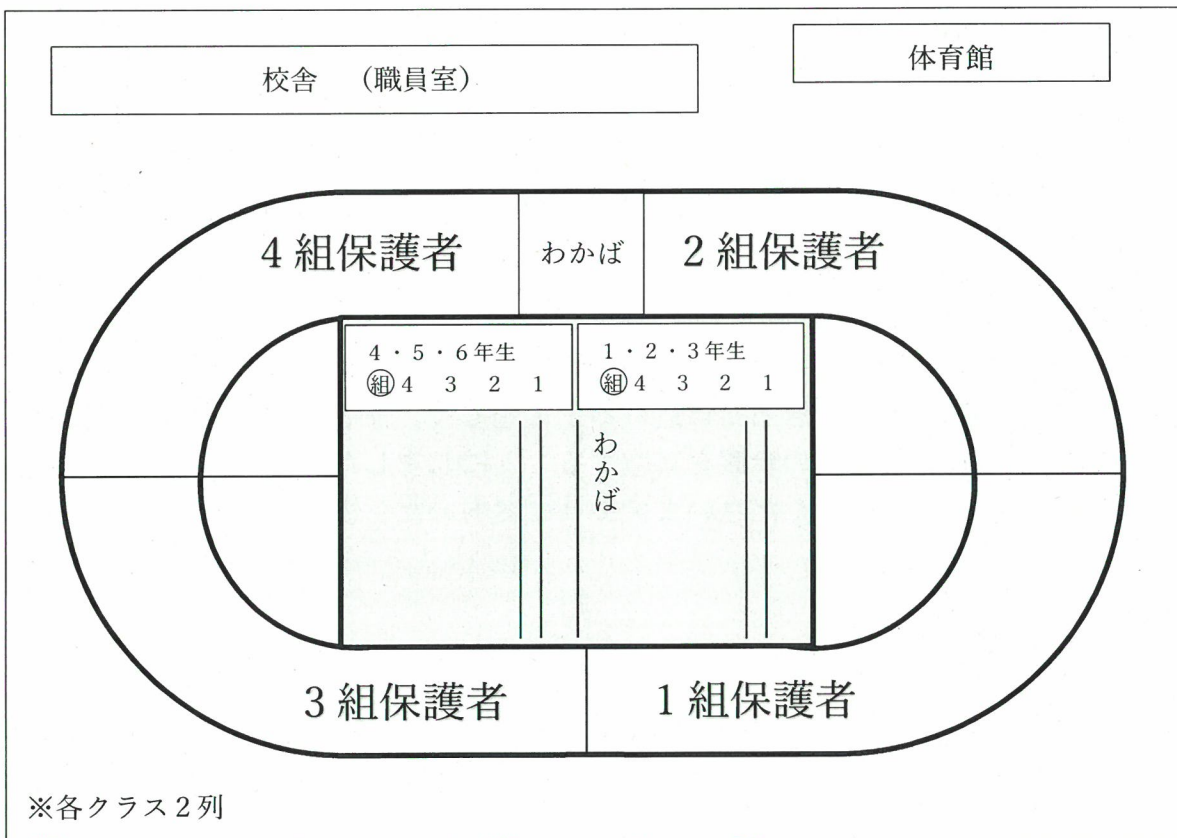 校舎　（職員室）
体育館
4組保護者
わかば
2組保護者
4・5・6年生
㊑ 4 3 2 1
1・2・3年生
㊑ 4 3 2 1
わかば
3組保護者
1組保護者
※各クラス2列